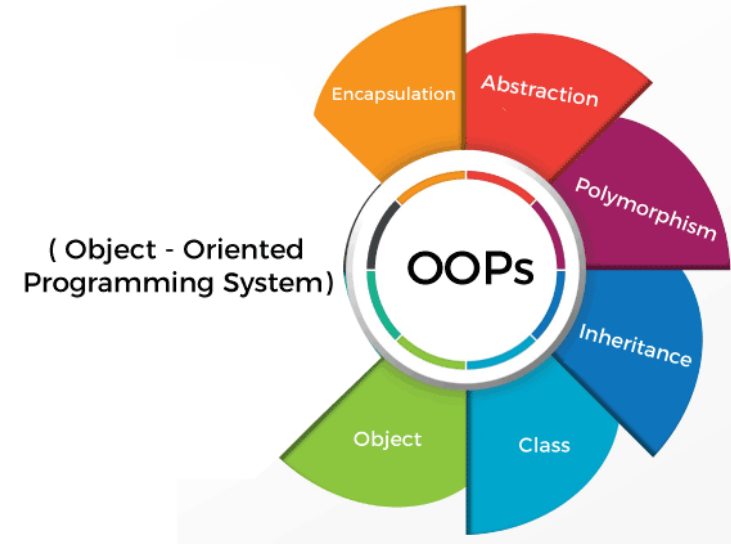 Encapsulation
Abstraction
Polymorphism
( Object - Oriented
Programming System)
OOPs
Inheritance
Object
Class